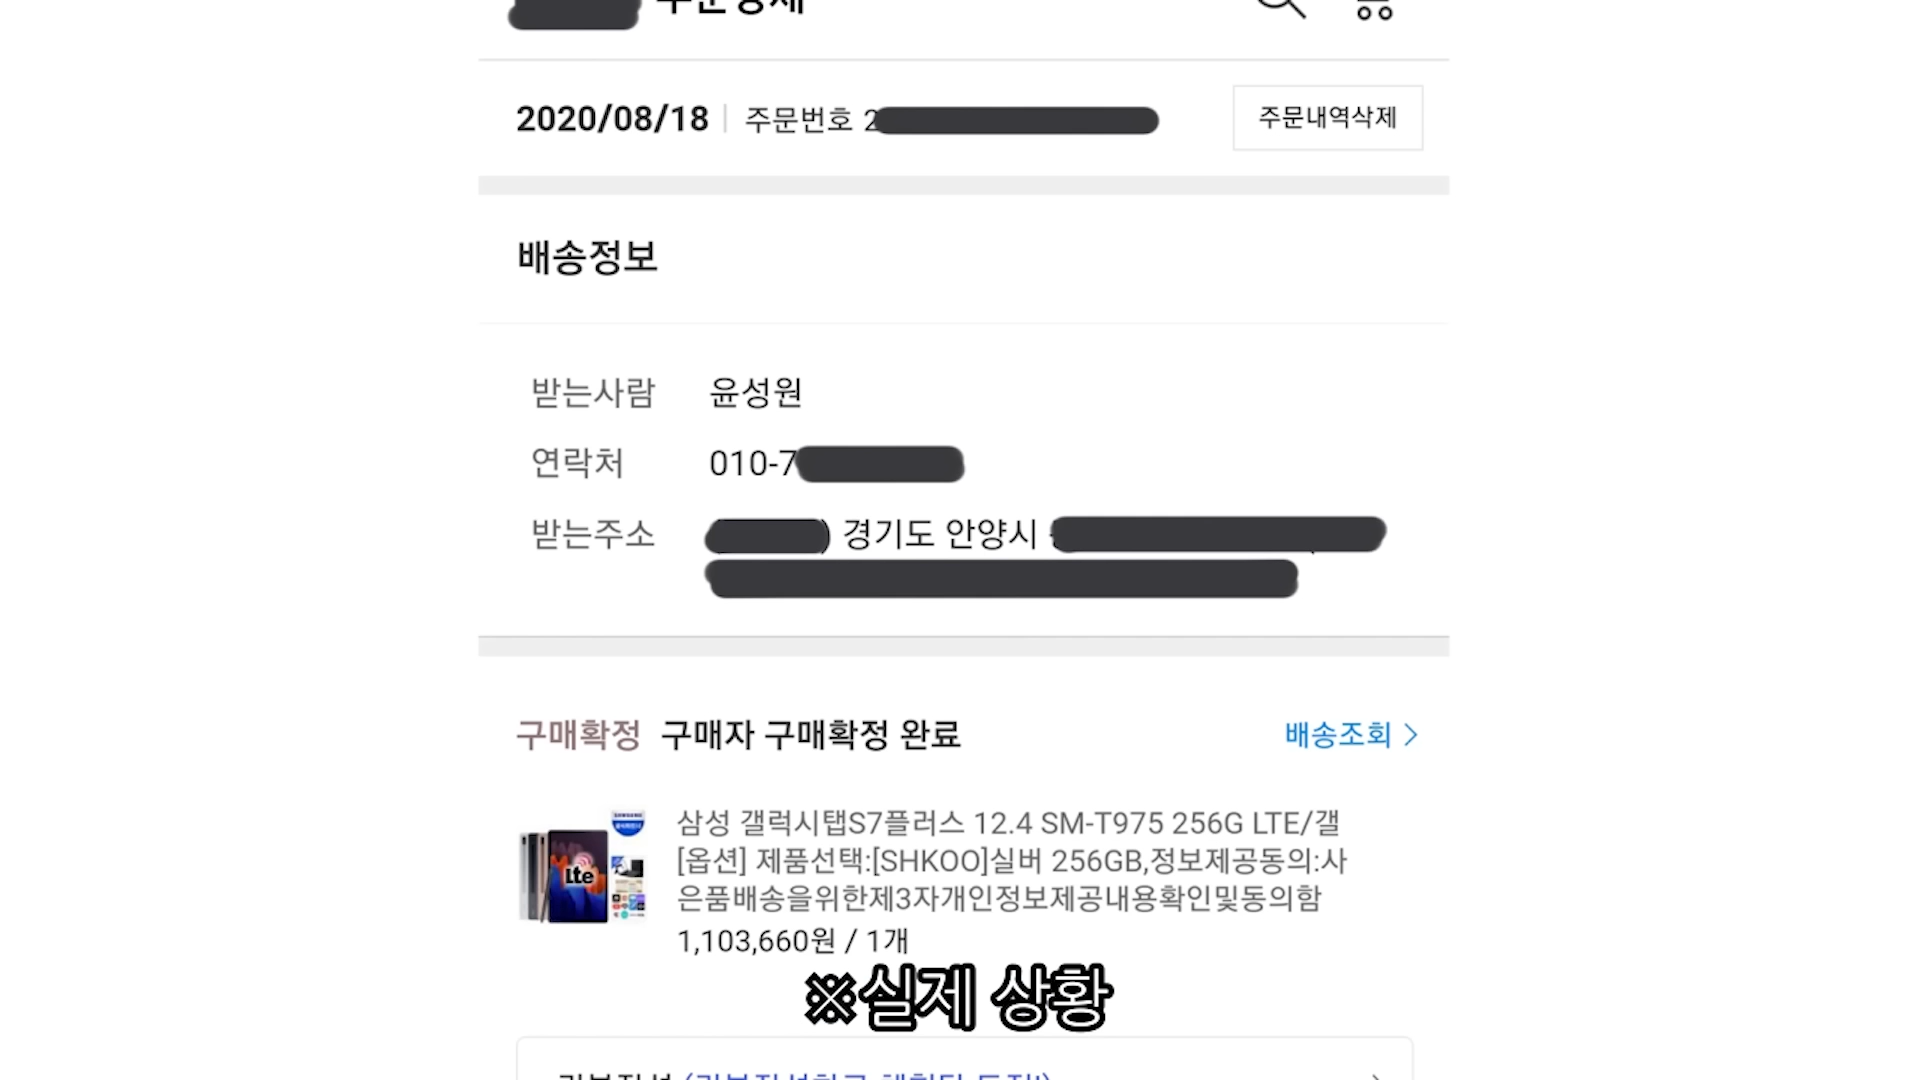 주문상세
2020/08/18 주문번호 2
주문내역삭제
배송정보
받는사람 윤성원
연락처 010-7
받는주소 경기도 안양시
구매확정 구매자 구매확정 완료 배송조회 >
삼성 갤럭시탭S7플러스 12.4 SM-T975 256G LTE/갤
[옵션] 제품선택:[SHKOO]실버 256GB,정보제공동의:사
은품배송을위한제3자개인정보제공내용확인및동의함
1,103,660원 / 1개
SAMSUNG
Lte
※실제 상황